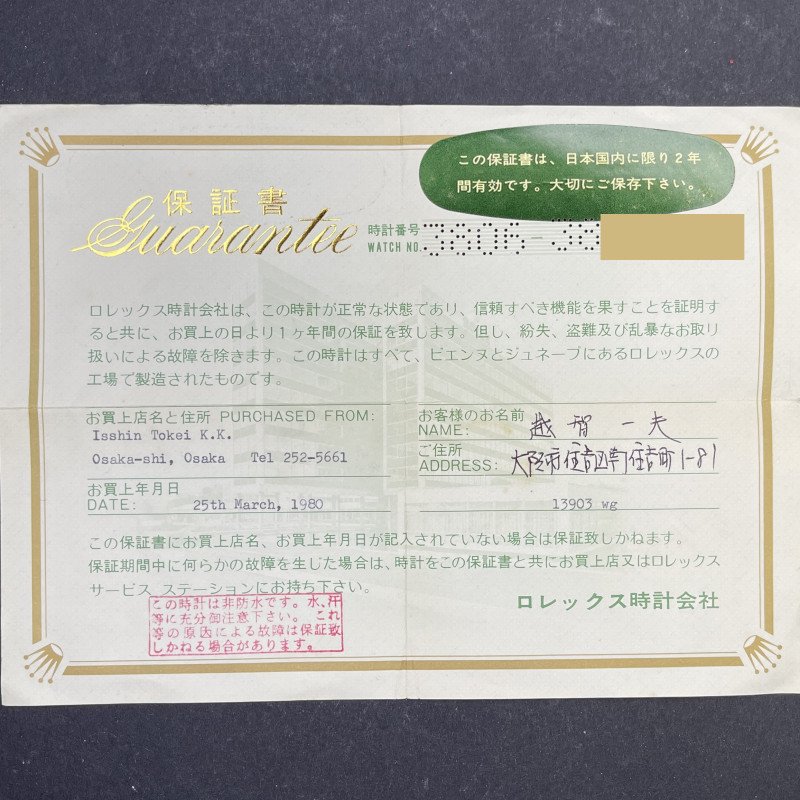 この保証書は、日本国内に限り2年
間有効です。大切にご保存下さい。
保証書
Guarantee
時計番号
WATCH NO.
ロレックス時計会社は、この時計が正常な状態であり、信頼すべき機能を果すことを証明す
ると共に、お買上の日より1ヶ年間の保証を致します。但し、紛失、盗難及び乱暴なお取り
扱いによる故障を除きます。この時計はすべて、ビエンヌとジュネーブにあるロレックスの
工場で製造されたものです。
お買上店名と住所 PURCHASED FROM:
Isshin Tokei K.K.
Osaka-shi, Osaka Tel 252-5661
お客様のお名前
NAME: 越智 一夫
ご住所
ADDRESS: 大阪市住吉区南住吉町1-81
お買上年月日
DATE: 25th March, 1980
13903 wg
この保証書にお買上店名、お買上年月日が記入されていない場合は保証致しかねます。
保証期間中に何らかの故障を生じた場合は、時計をこの保証書と共にお買上店又はロレックス
サービス ステーションにお持ち下さい。
ロレックス時計会社
この時計は非防水です。水、汗
等に充分御注意下さい。これ
等の原因による故障は保証致
しかねる場合があります。